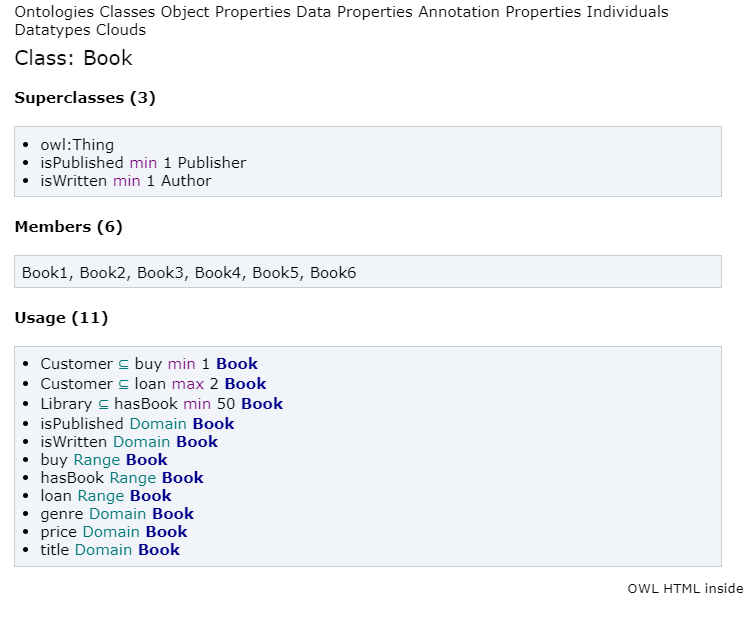 Ontologies Classes Object Properties Data Properties Annotation Properties Individuals
Datatypes Clouds
Class: Book
Superclasses (3)
• owl:Thing
• isPublished min 1 Publisher
• isWritten min 1 Author
Members (6)
Book1, Book2, Book3, Book4, Book5, Book6
Usage (11)
• Customer ⊆ buy min 1 Book
• Customer ⊆ loan max 2 Book
• Library ⊆ hasBook min 50 Book
• isPublished Domain Book
• isWritten Domain Book
• buy Range Book
• hasBook Range Book
• loan Range Book
• genre Domain Book
• price Domain Book
• title Domain Book
OWL HTML inside